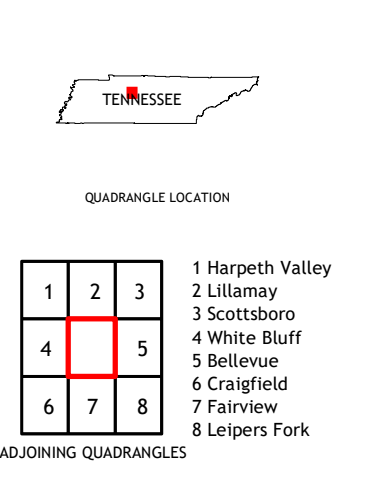 TENNESSEE
QUADRANGLE LOCATION
1 2 3
4 5
6 7 8
1 Harpeth Valley
2 Lillamay
3 Scottsboro
4 White Bluff
5 Bellevue
6 Craigfield
7 Fairview
8 Leipers Fork
ADJOINING QUADRANGLES